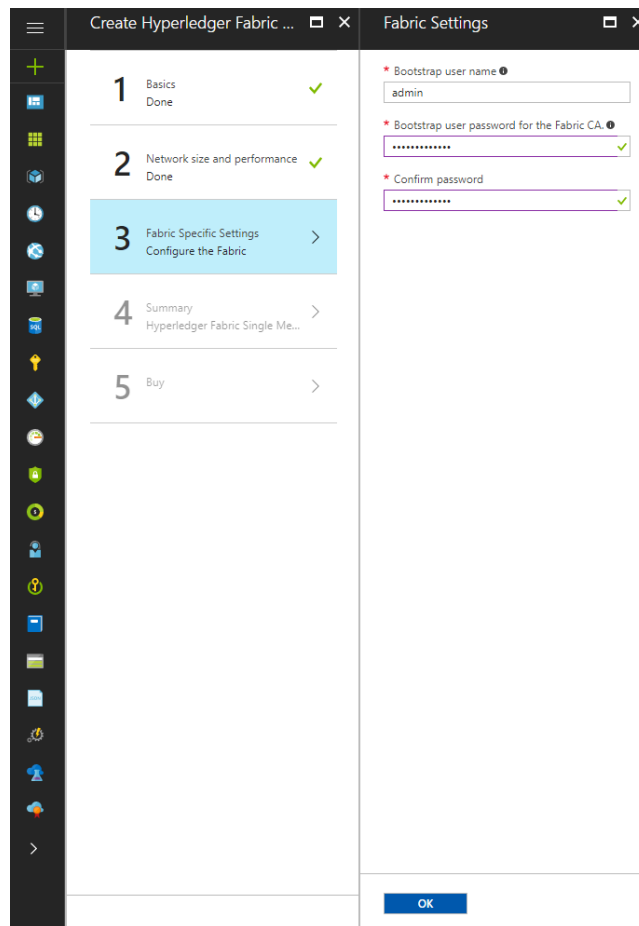 Create Hyperledger Fabric ...
1
Basics
Done
2
Network size and performance
Done
3
Fabric Specific Settings
Configure the Fabric
4
Summary
Hyperledger Fabric Single Me...
5
Buy
Fabric Settings
* Bootstrap user name
admin
* Bootstrap user password for the Fabric CA.
•••••••••••••
* Confirm password
•••••••••••••
OK